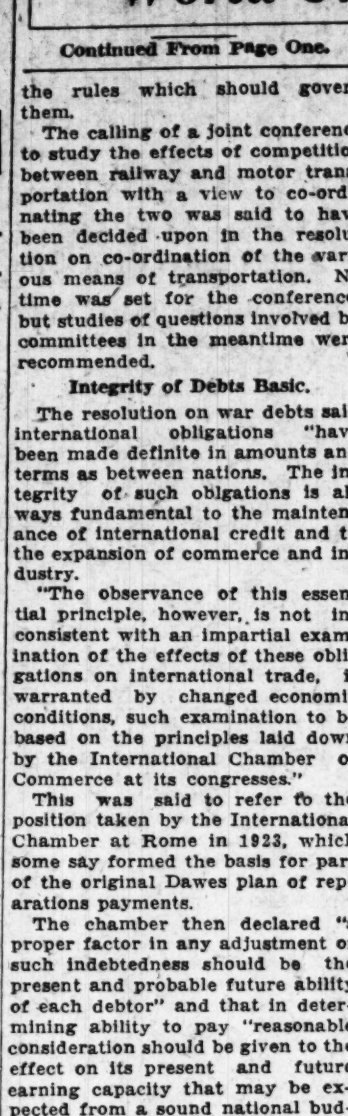 Continued From Page One.
the rules which should gover
them.
The calling of a joint conferenc
to study the effects of competitio
between railway and motor trans
portation with a view to co-ord
nating the two was said to hav
been decided upon in the resolu
tion on co-ordination of the var
ous means of transportation. N
time was set for the conference
but studies of questions involved b
committees in the meantime wer
recommended.
Integrity of Debts Basic.
The resolution on war debts sai
international obligations "hav
been made definite in amounts an
terms as between nations. The in
tegrity of such oblgations is al
ways fundamental to the mainten
ance of international credit and t
the expansion of commerce and in
dustry.
"The observance of this essen
tial principle, however, is not in
consistent with an impartial exam
ination of the effects of these obli
gations on international trade, i
warranted by changed economi
conditions, such examination to b
based on the principles laid down
by the International Chamber o
Commerce at its congresses."
This was said to refer to the
position taken by the Internationa
Chamber at Rome in 1923, which
some say formed the basis for par
of the original Dawes plan of rep-
arations payments.
The chamber then declared "a
proper factor in any adjustment o
such indebtedness should be the
present and probable future ability
of each debtor" and that in deter-
mining ability to pay "reasonable
consideration should be given to the
effect on its present and future
earning capacity that may be ex-
pected from a sound national bud-